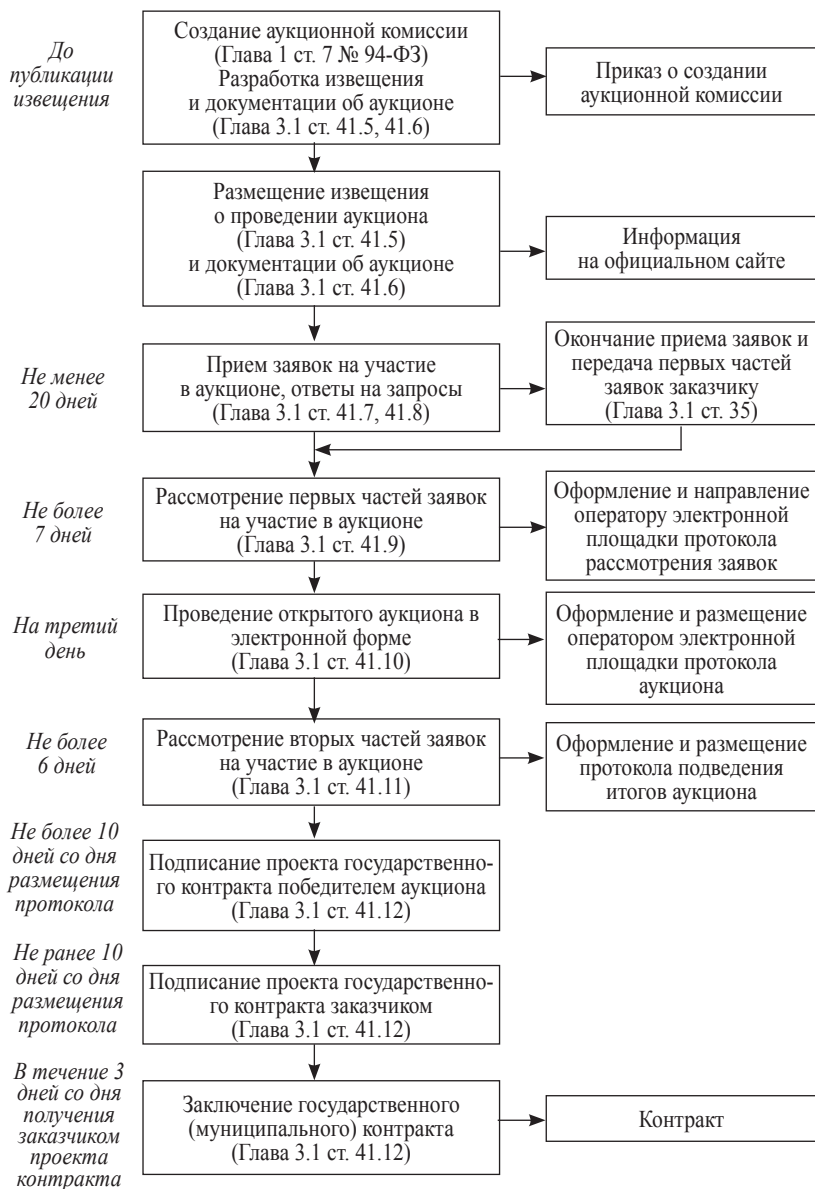 До
публикации
извещения
Создание аукционной комиссии
(Глава 1 ст. 7 № 94-ФЗ)
Разработка извещения
и документации об аукционе
(Глава 3.1 ст. 41.5, 41.6)
Приказ о создании
аукционной комиссии
Размещение извещения
о проведении аукциона
(Глава 3.1 ст. 41.5)
и документации об аукционе
(Глава 3.1 ст. 41.6)
Информация
на официальном сайте
Не менее
20 дней
Прием заявок на участие
в аукционе, ответы на запросы
(Глава 3.1 ст. 41.7, 41.8)
Окончание приема заявок и
передача первых частей
заявок заказчику
(Глава 3.1 ст. 35)
Не более
7 дней
Рассмотрение первых частей заявок
на участие в аукционе
(Глава 3.1 ст. 41.9)
Оформление и направление
оператору электронной
площадки протокола
рассмотрения заявок
На третий
день
Проведение открытого аукциона в
электронной форме
(Глава 3.1 ст. 41.10)
Оформление и размещение
оператором электронной
площадки протокола
аукциона
Не более
6 дней
Рассмотрение вторых частей заявок
на участие в аукционе
(Глава 3.1 ст. 41.11)
Оформление и размещение
протокола подведения
итогов аукциона
Не более 10
дней со дня
размещения
протокола
Подписание проекта государственно-
го контракта победителем аукциона
(Глава 3.1 ст. 41.12)
Не ранее 10
дней со дня
размещения
протокола
Подписание проекта государственно-
го контракта заказчиком
(Глава 3.1 ст. 41.12)
В течение 3
дней со дня
получения
заказчиком
проекта
контракта
Заключение государственного
(муниципального) контракта
(Глава 3.1 ст. 41.12)
Контракт